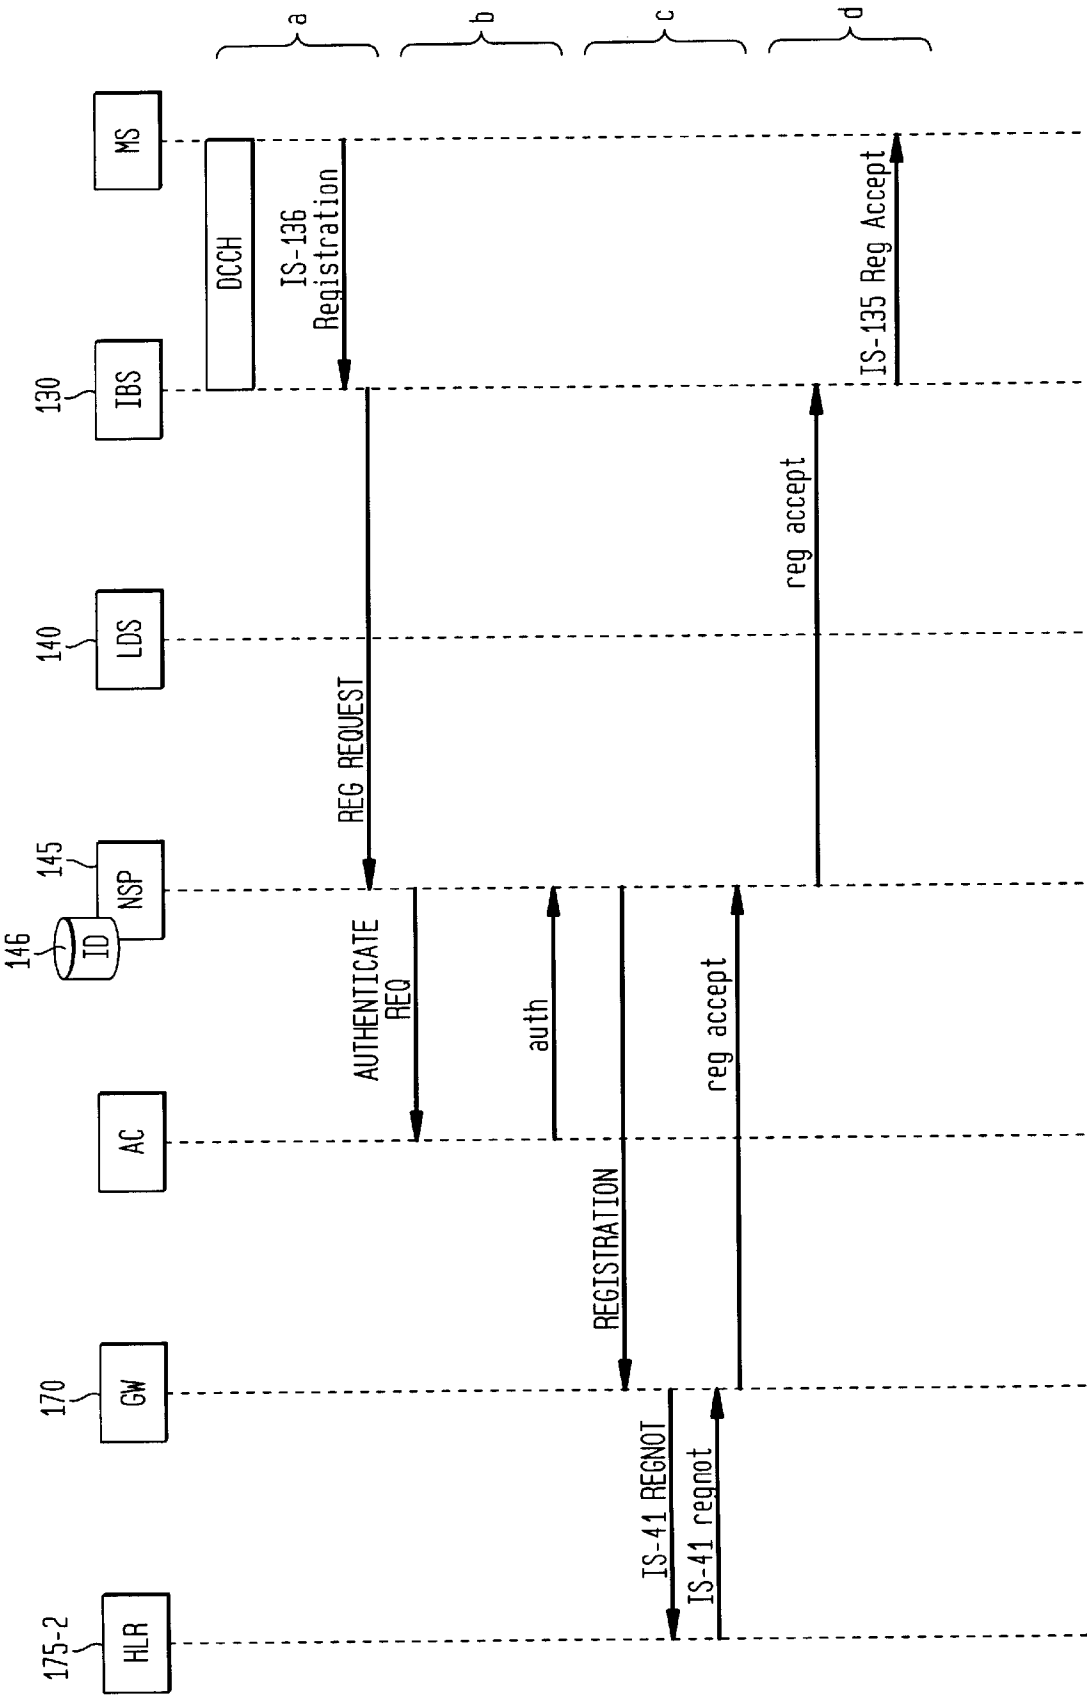 175-2
HLR
170
GW
AC
146
ID
145
NSP
140
LDS
130
IBS
MS
DCCH
a
IS-136
Registration
REG REQUEST
AUTHENTICATE
REQ
b
auth
REGISTRATION
c
IS-41 REGNOT
IS-41 regnot
reg accept
reg accept
d
IS-135 Reg Accept